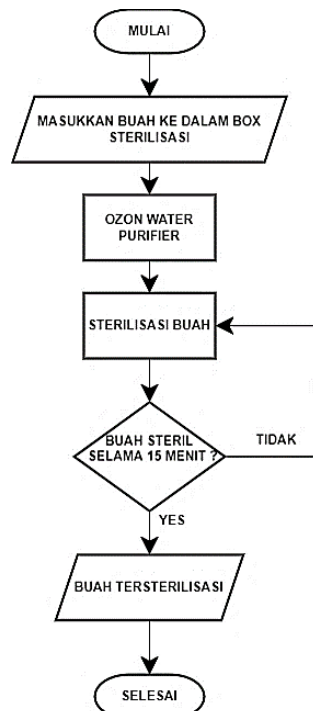 MULAI
MASUKKAN BUAH KE DALAM BOX
STERILISASI
OZON WATER
PURIFIER
STERILISASI BUAH
BUAH STERIL
SELAMA 15 MENIT ?
TIDAK
YES
BUAH TERSTERILISASI
SELESAI